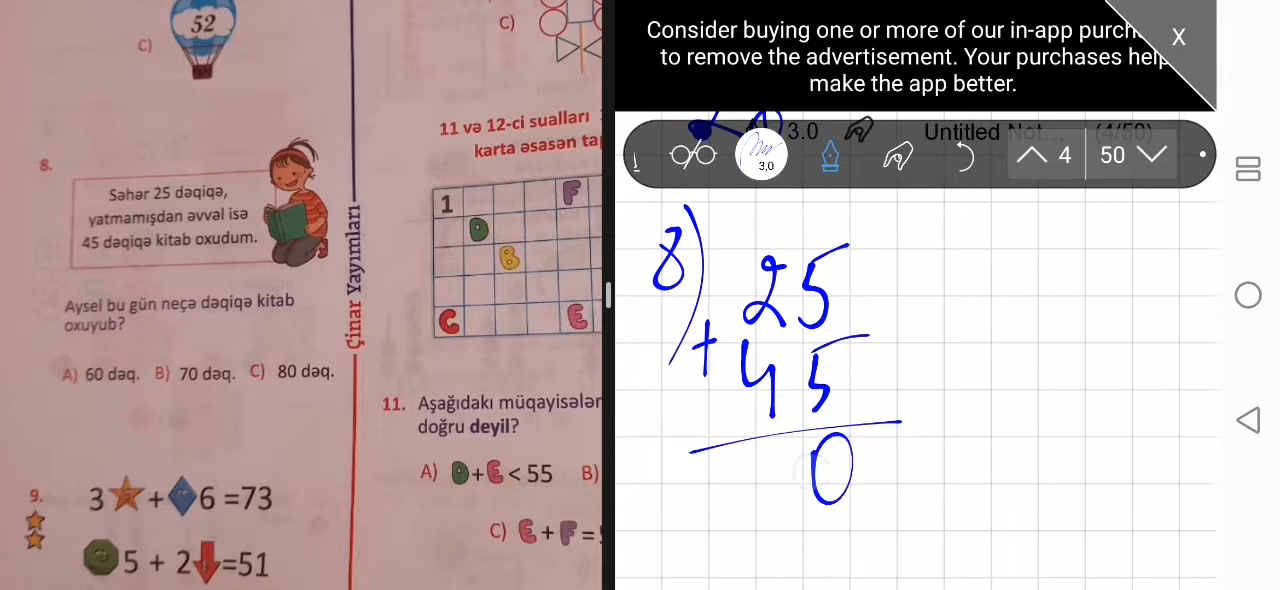 52
C)
C)
8.
Səhər 25 dəqiqə,
yatmamışdan əvvəl isə
45 dəqiqə kitab oxudum.
Aysel bu gün neçə dəqiqə kitab
oxuyub?
A) 60 dəq. B) 70 dəq. C) 80 dəq.
9.
3 + 6 =73
5 + 2 =51
Çinar Yayımları
11 və 12-ci sualları
karta əsasən
1
F
D
B
C
E
11. Aşağıdakı müqayisələr
doğru deyil?
A) D+E < 55 B)
C) E + F =
Consider buying one or more of our in-app
to remove the advertisement. Your purchases help
make the app better.
X
3.0
Untitled
(4/50)
3,0
4
50
8)
25
+
45
0